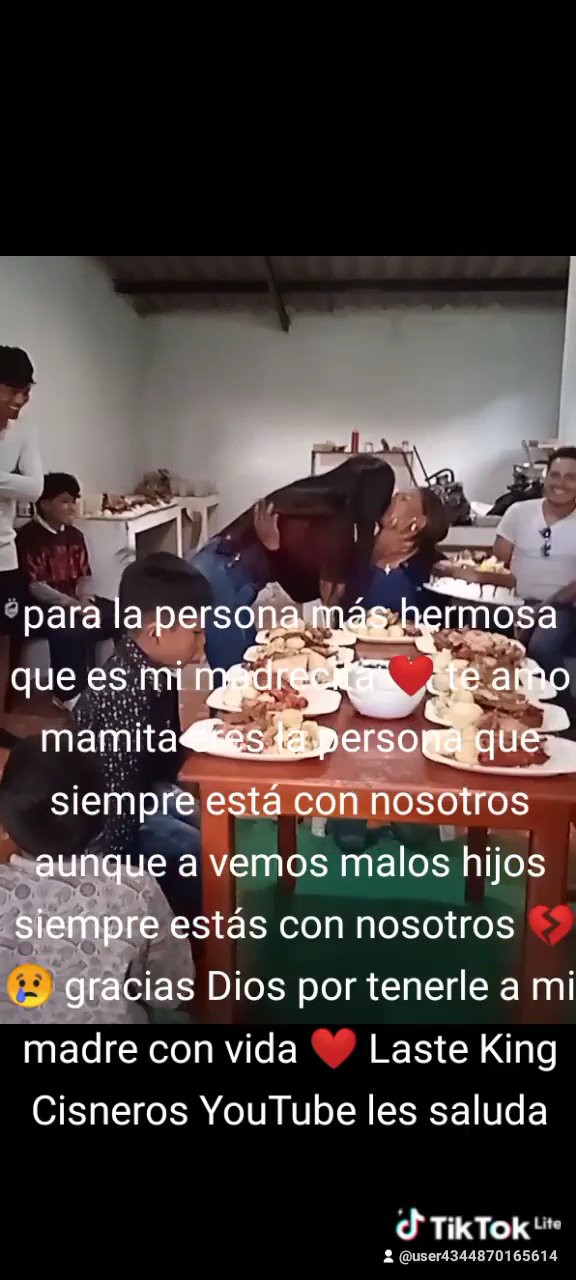 para la persona más hermosa
que es mi madrecita ❤️ te amo
mamita eres la persona que
siempre está con nosotros
aunque a vemos malos hijos
siempre estás con nosotros 💔
😢 gracias Dios por tenerle a mi
madre con vida ❤️ Laste King
Cisneros YouTube les saluda
TikTok Lite
@user4344870165614